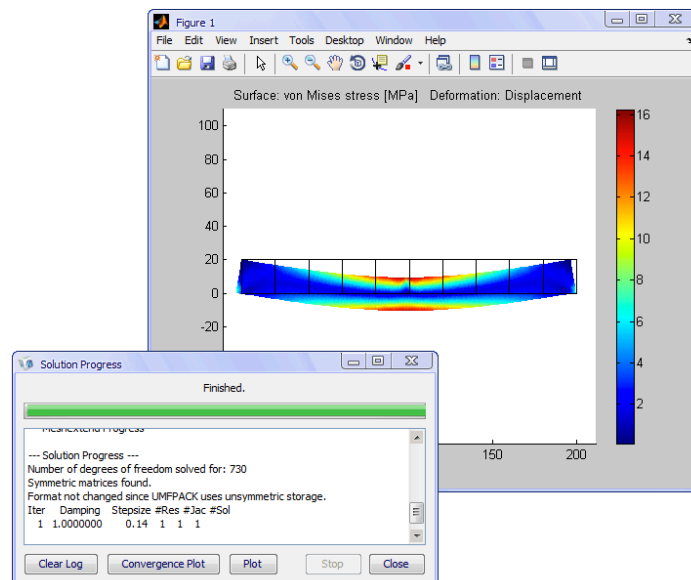 Figure 1
File Edit View Insert Tools Desktop Window Help
Surface: von Mises stress [MPa] Deformation: Displacement
100
80
60
40
20
0
-20
150
200
16
14
12
10
8
6
4
2
Solution Progress
Finished.
Meshextend Progress
--- Solution Progress ---
Number of degrees of freedom solved for: 730
Symmetric matrices found.
Format not changed since UMFPACK uses unsymmetric storage.
Iter Damping Stepsize #Res #Jac #Sol
1 1.0000000 0.14 1 1 1
Clear Log Convergence Plot Plot Stop Close